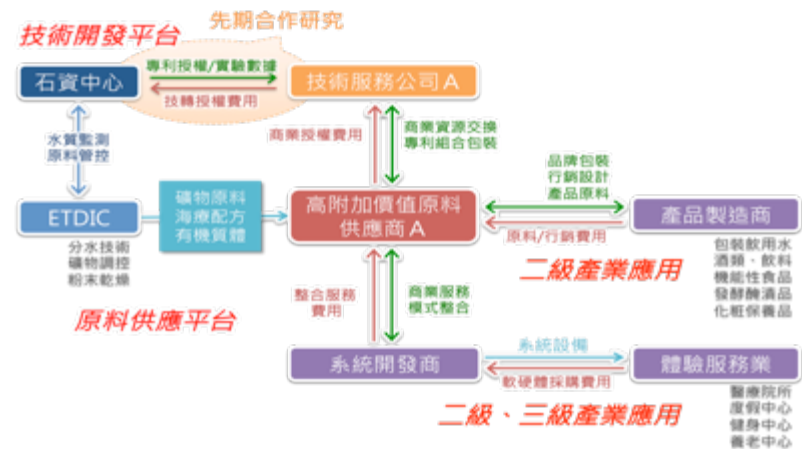 先期合作研究
技術開發平台
石資中心
專利授權/實驗數據
技轉授權費用
技術服務公司A
水質監測
原料管控
商業授權費用
商業資源交換
專利組合包裝
ETDIC
礦物原料
海療配方
有機質體
高附加價值原料
供應商A
品牌包裝
行銷設計
產品原料
原料/行銷費用
產品製造商
分水技術
礦物調控
粉末乾燥
二級產業應用
包裝飲用水
酒類、飲料
機能性食品
發酵醃漬品
化粧保養品
原料供應平台
整合服務
費用
商業服務
模式整合
系統開發商
系統設備
軟硬體採購費用
體驗服務業
二級、三級產業應用
醫療院所
度假中心
健身中心
養老中心